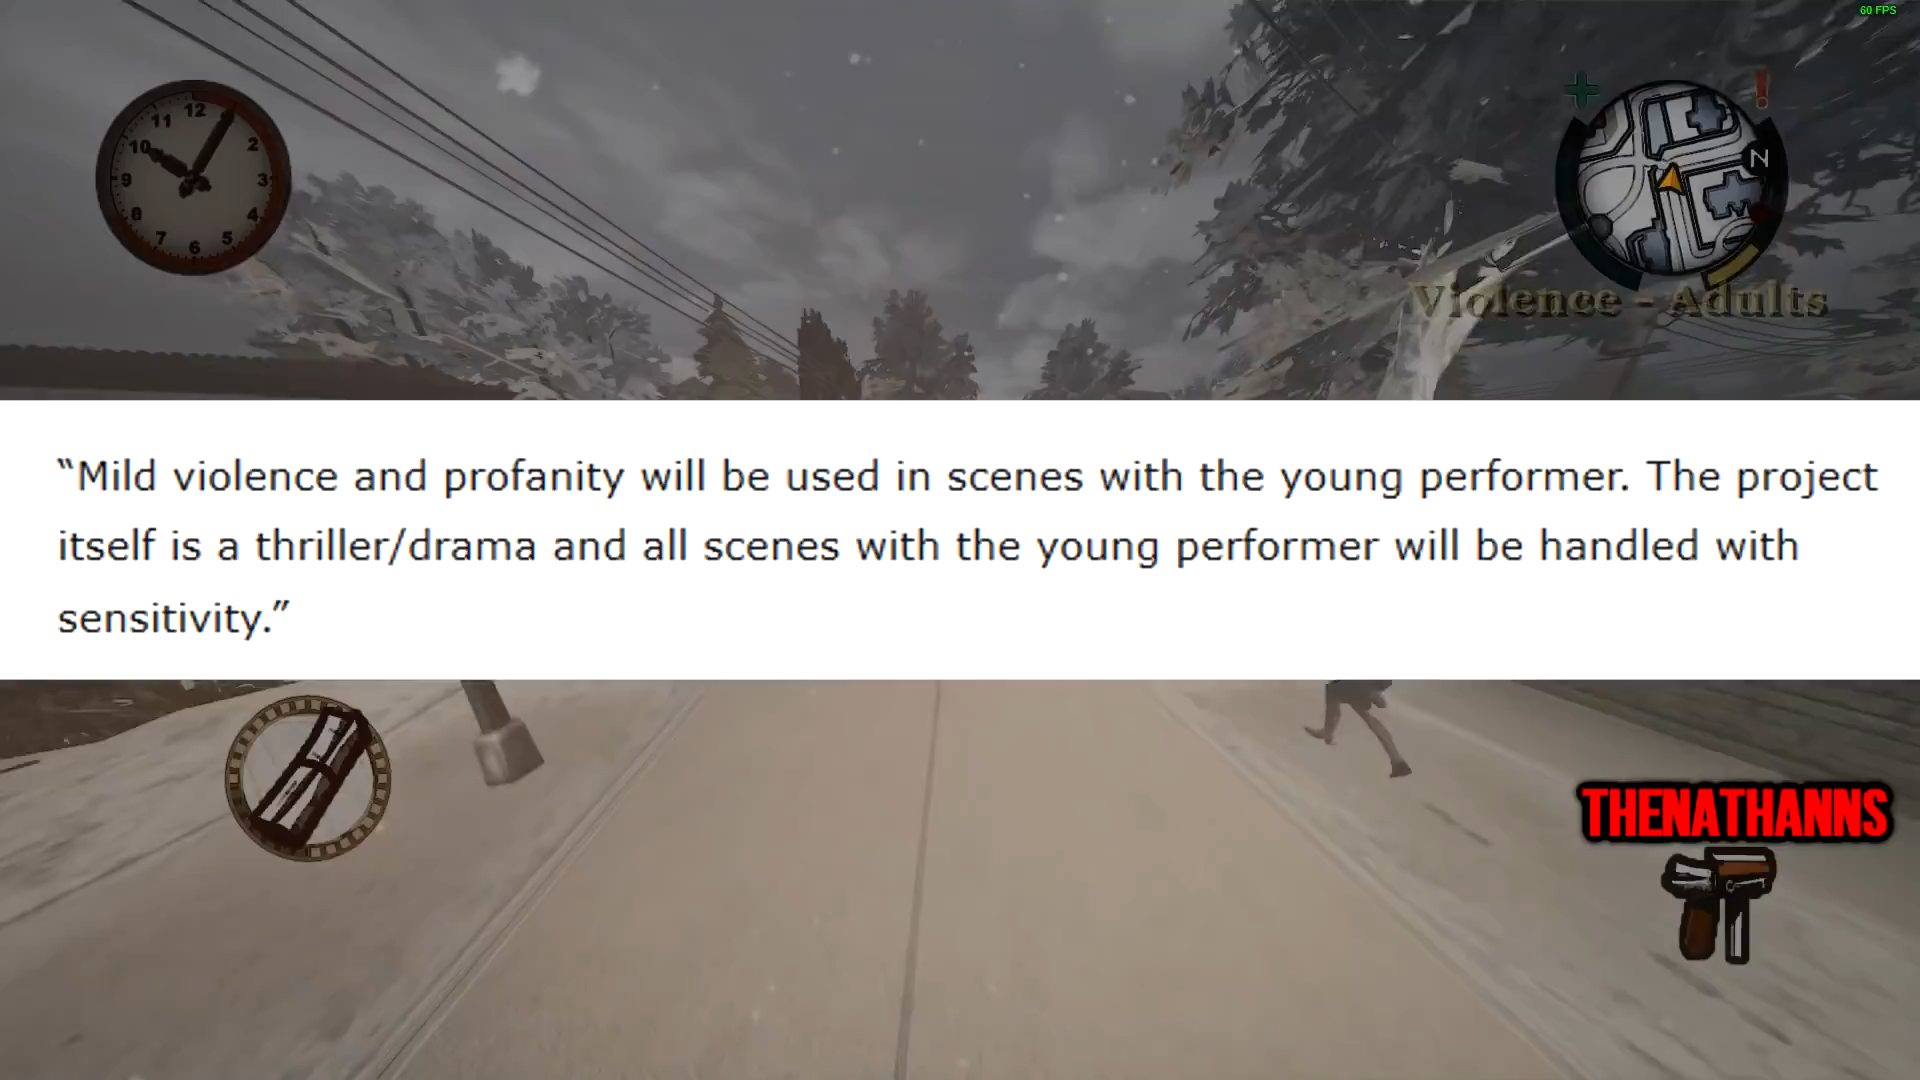 60 FPS
12
11
10
2
9
3
8
4
7
5
6
N
Violence - Adults
“Mild violence and profanity will be used in scenes with the young performer. The project
itself is a thriller/drama and all scenes with the young performer will be handled with
sensitivity.”
THENATHANNS